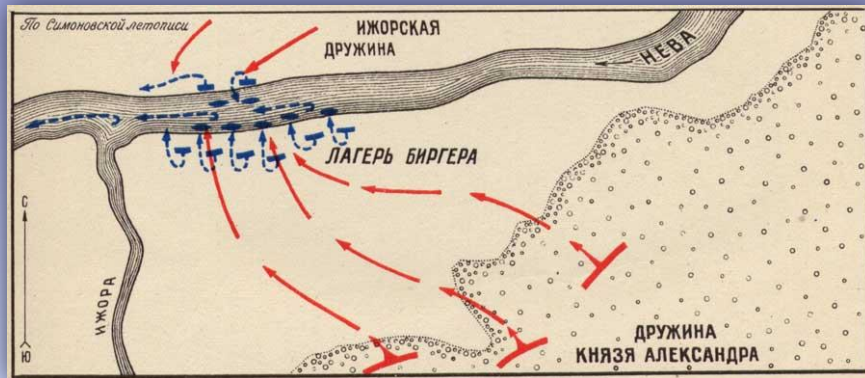 По Симоновской летописи
ИЖОРСКАЯ
ДРУЖИНА
НЕВА
ЛАГЕРЬ БИРГЕРА
С
Ю
ИЖОРА
ДРУЖИНА
КНЯЗЯ АЛЕКСАНДРА